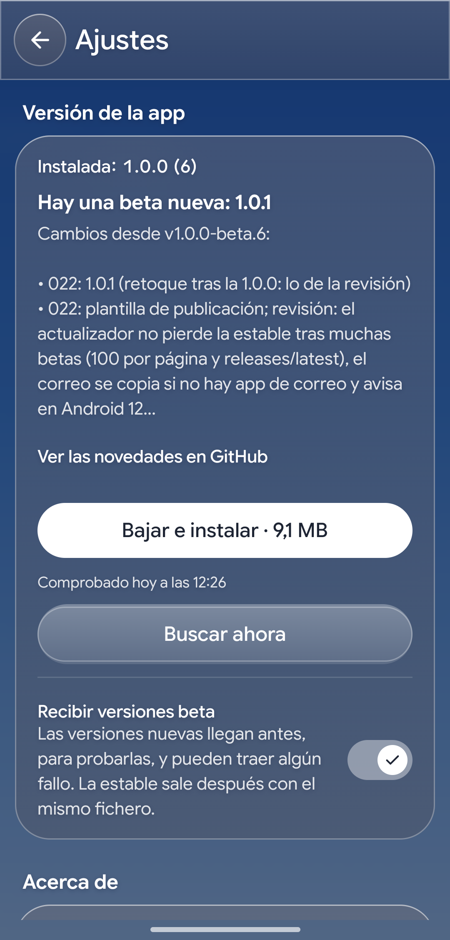 Ajustes
Versión de la app
Instalada: 1.0.0 (6)
Hay una beta nueva: 1.0.1
Cambios desde v1.0.0-beta.6:
• 022: 1.0.1 (retoque tras la 1.0.0: lo de la revisión)
• 022: plantilla de publicación; revisión: el
actualizador no pierde la estable tras muchas
betas (100 por página y releases/latest), el
correo se copia si no hay app de correo y avisa
en Android 12...
Ver las novedades en GitHub
Bajar e instalar · 9,1 MB
Comprobado hoy a las 12:26
Buscar ahora
Recibir versiones beta
Las versiones nuevas llegan antes,
para probarlas, y pueden traer algún
fallo. La estable sale después con el
mismo fichero.
Acerca de